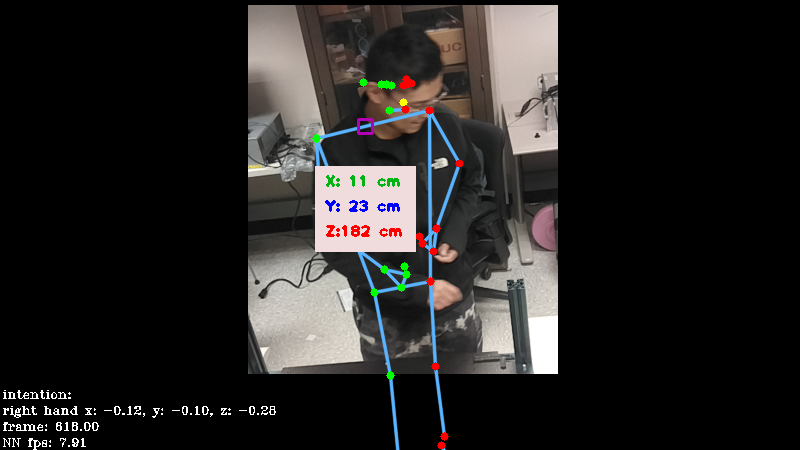 UC
X: 11 cm
Y: 23 cm
Z:182 cm
intention:
right hand x: −0.12, y: −0.10, z: −0.28
frame: 618.00
NN fps: 7.91